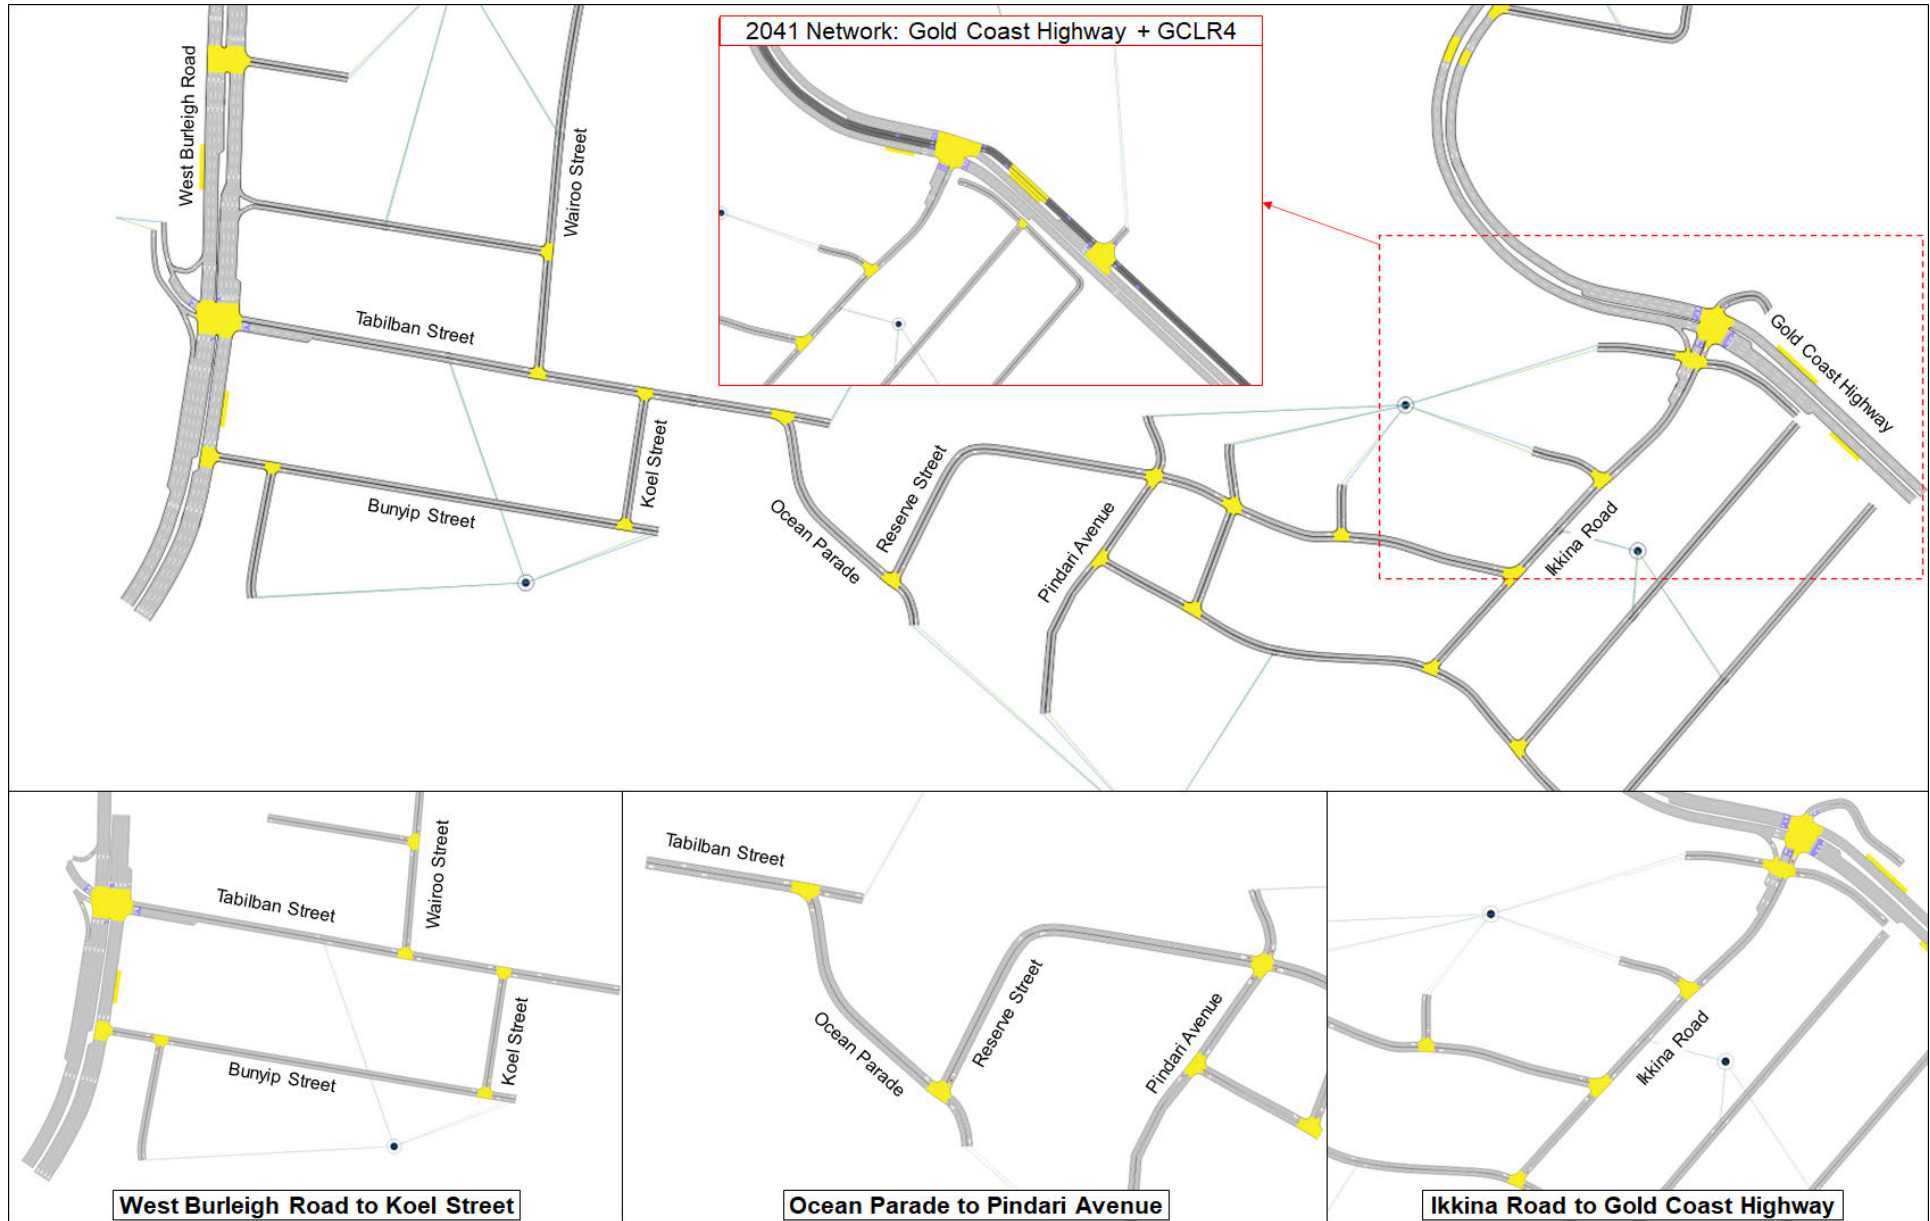 2041 Network: Gold Coast Highway + GCLR4
West Burleigh Road
Wairoo Street
Tabilban Street
Koel Street
Bunyip Street
Ocean Parade
Reserve Street
Pindari Avenue
Ikkina Road
Gold Coast Highway
Tabilban Street
Wairoo Street
Koel Street
Bunyip Street
West Burleigh Road to Koel Street
Tabilban Street
Ocean Parade
Reserve Street
Pindari Avenue
Ocean Parade to Pindari Avenue
Ikkina Road
Ikkina Road to Gold Coast Highway